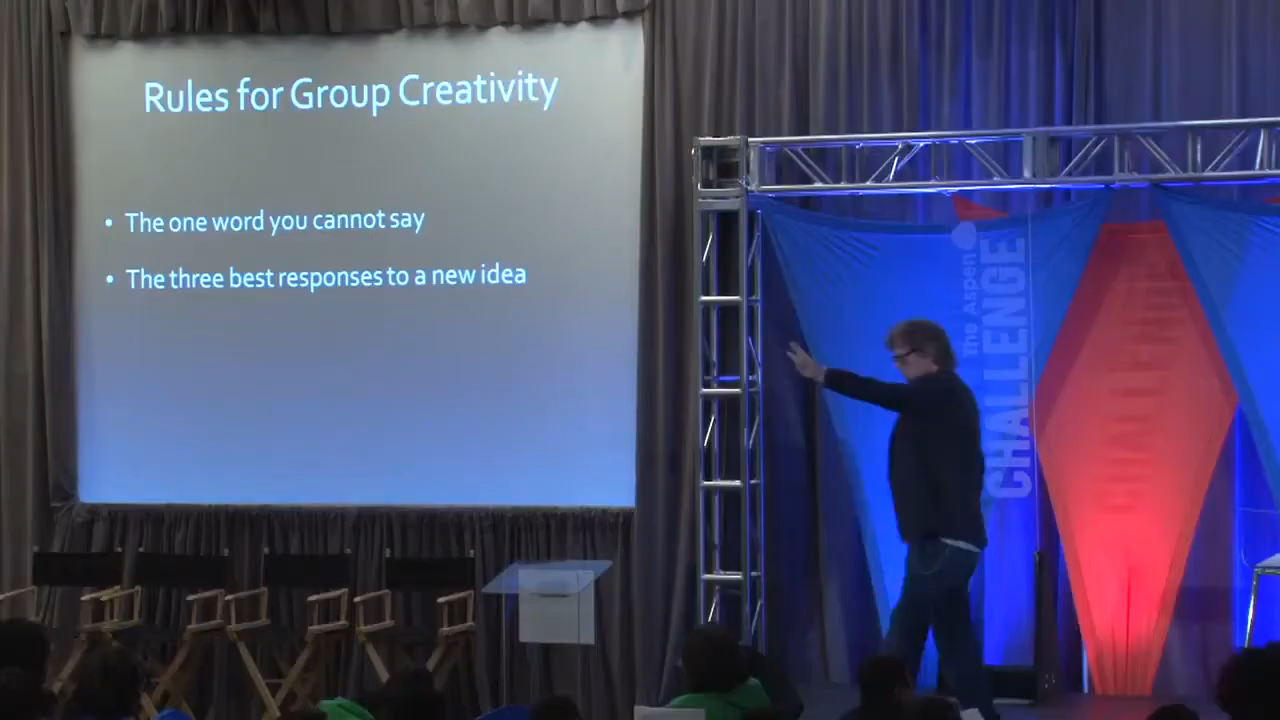 Rules for Group Creativity
• The one word you cannot say
• The three best responses to a new idea
The Aspen
CHALLENGE